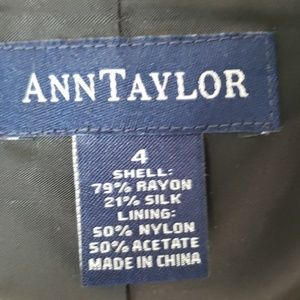 ANNTAYLOR
4
SHELL:
79% RAYON
21% SILK
LINING:
50% NYLON
50% ACETATE
MADE IN CHINA